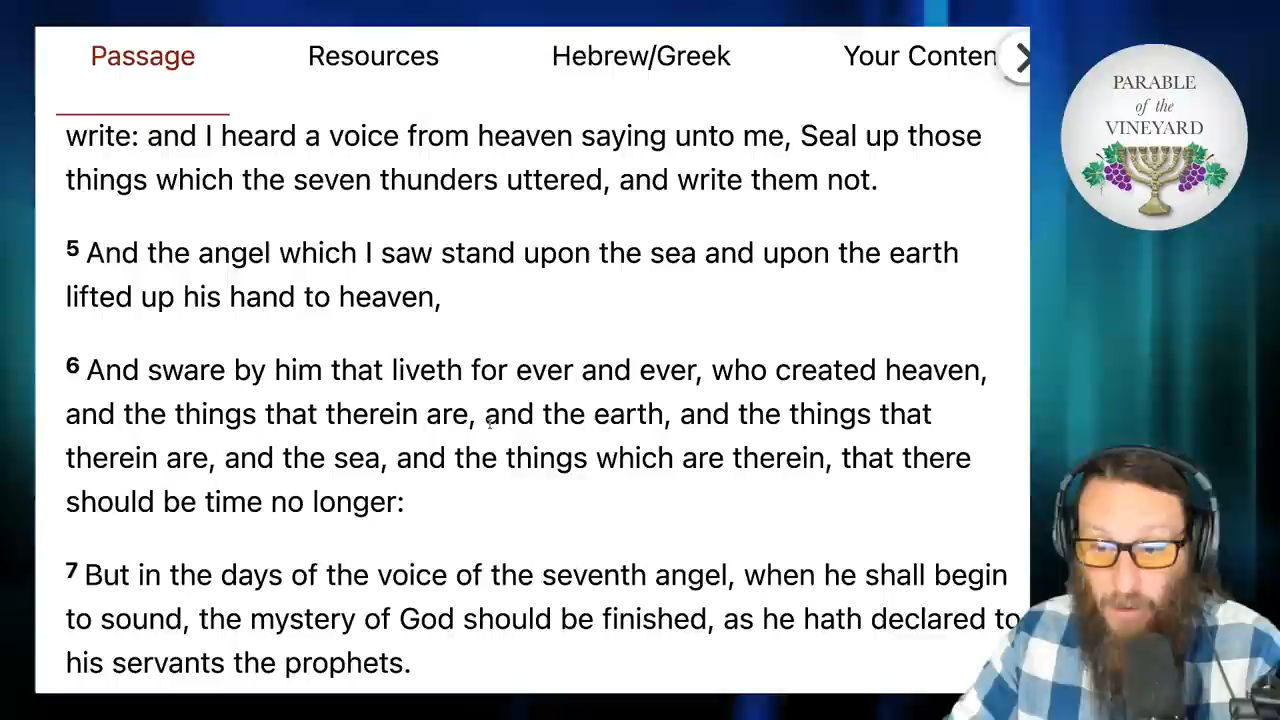 Passage Resources Hebrew/Greek Your Conten
write: and I heard a voice from heaven saying unto me, Seal up those
things which the seven thunders uttered, and write them not.
5 And the angel which I saw stand upon the sea and upon the earth
lifted up his hand to heaven,
6 And sware by him that liveth for ever and ever, who created heaven,
and the things that therein are, and the earth, and the things that
therein are, and the sea, and the things which are therein, that there
should be time no longer:
7 But in the days of the voice of the seventh angel, when he shall begin
to sound, the mystery of God should be finished, as he hath declared to
his servants the prophets.
PARABLE
of the
VINEYARD